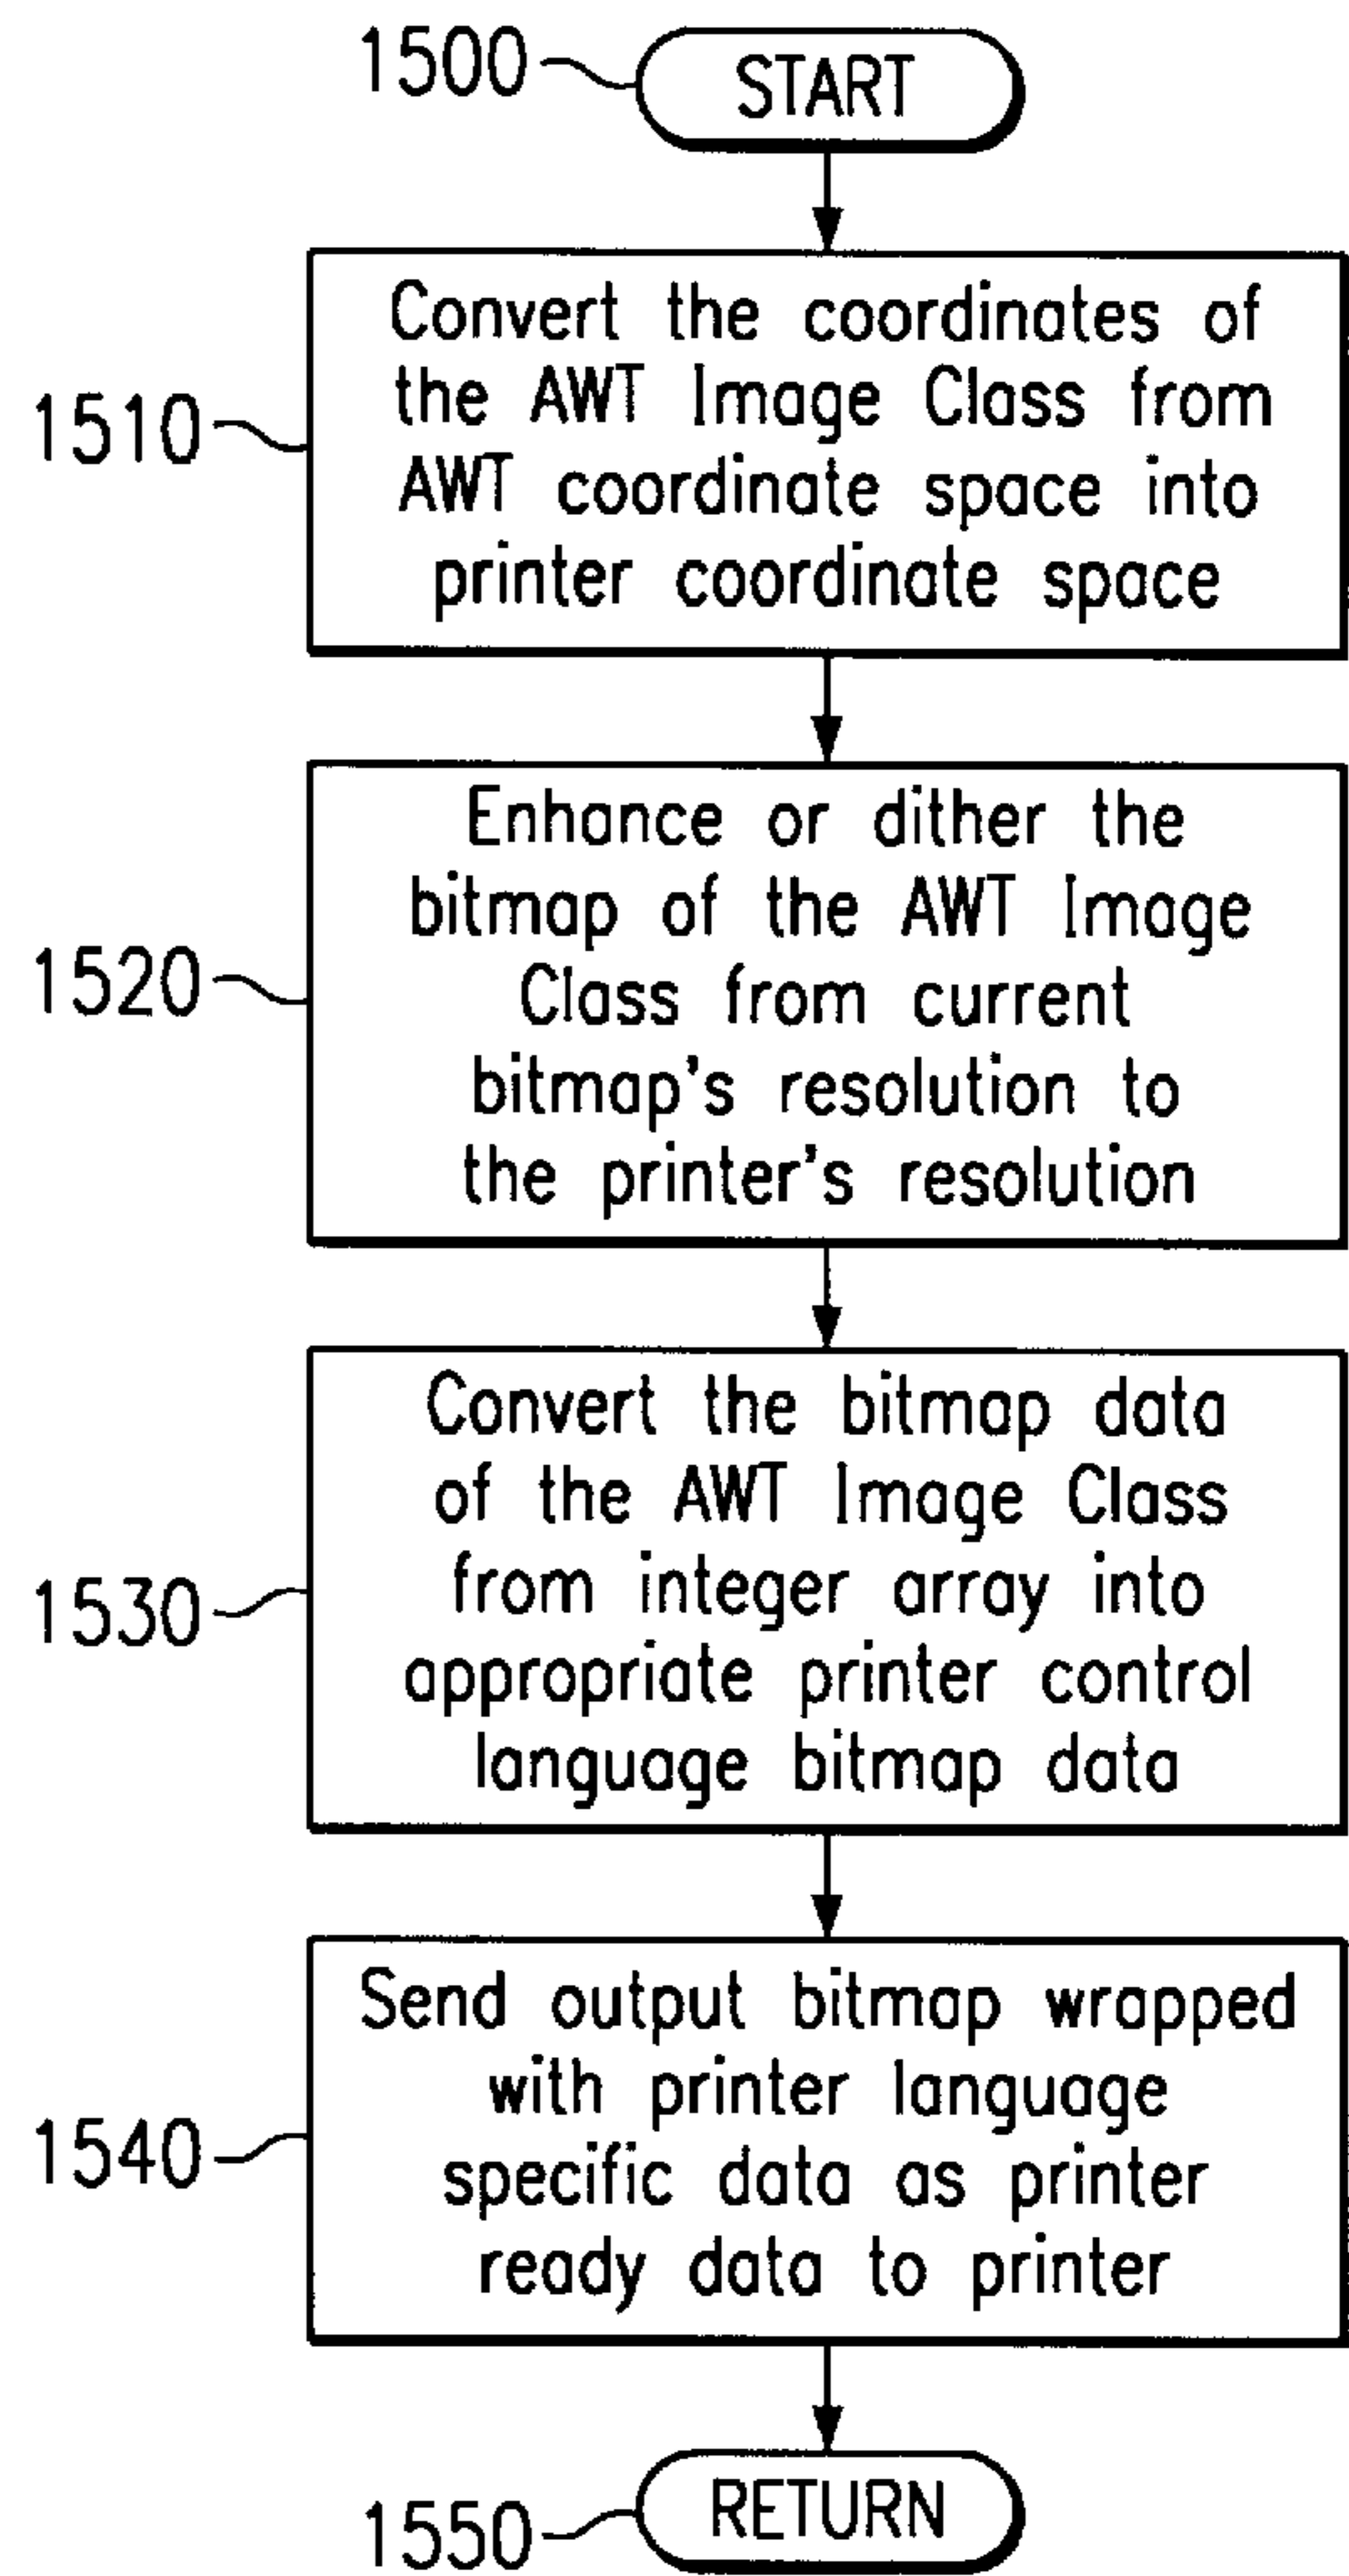 1500
START
1510
Convert the coordinates of
the AWT Image Class from
AWT coordinate space into
printer coordinate space
1520
Enhance or dither the
bitmap of the AWT Image
Class from current
bitmap's resolution to
the printer's resolution
1530
Convert the bitmap data
of the AWT Image Class
from integer array into
appropriate printer control
language bitmap data
1540
Send output bitmap wrapped
with printer language
specific data as printer
ready data to printer
1550
RETURN